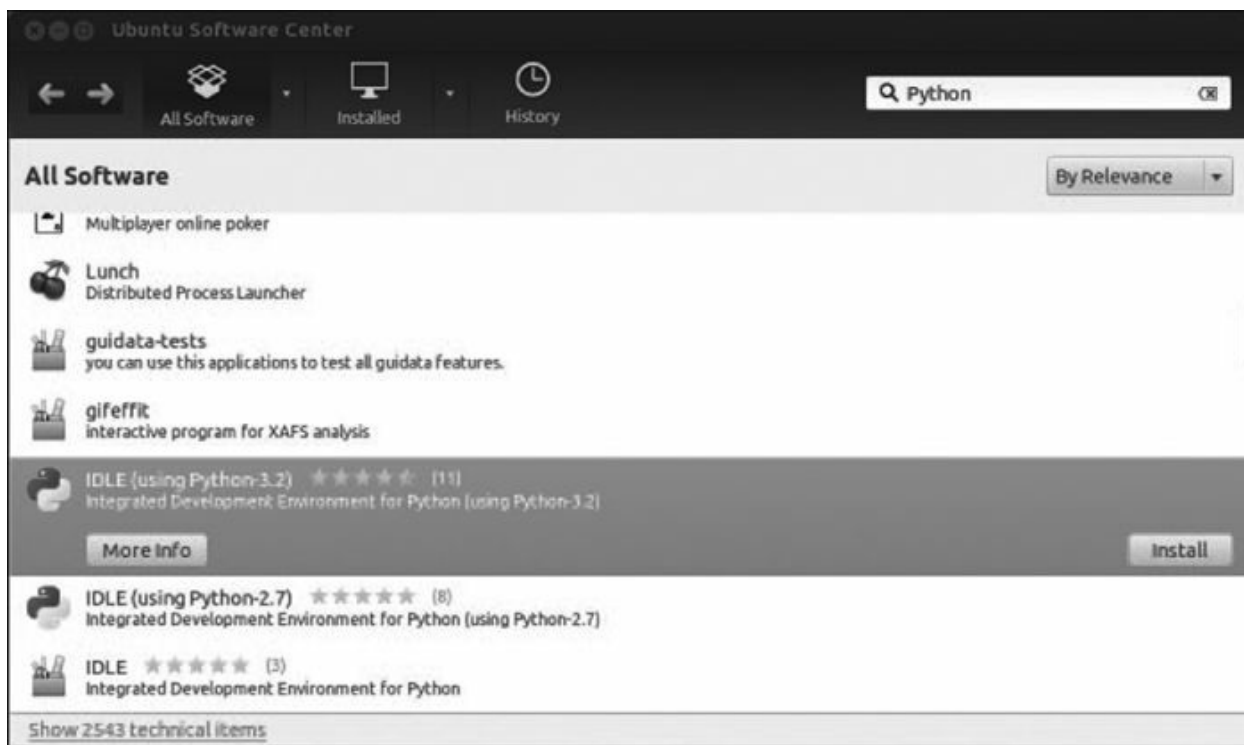 Ubuntu Software Center
All Software
Installed
History
Python
All Software
By Relevance
Multiplayer online poker
Lunch
Distributed Process Launcher
guidata-tests
you can use this applications to test all guidata features.
gifeffit
interactive program for XAFS analysis
IDLE (using Python-3.2) (11)
Integrated Development Environment for Python (using Python-3.2)
More Info
Install
IDLE (using Python-2.7) (8)
Integrated Development Environment for Python (using Python-2.7)
IDLE (3)
Integrated Development Environment for Python
Show 2543 technical items